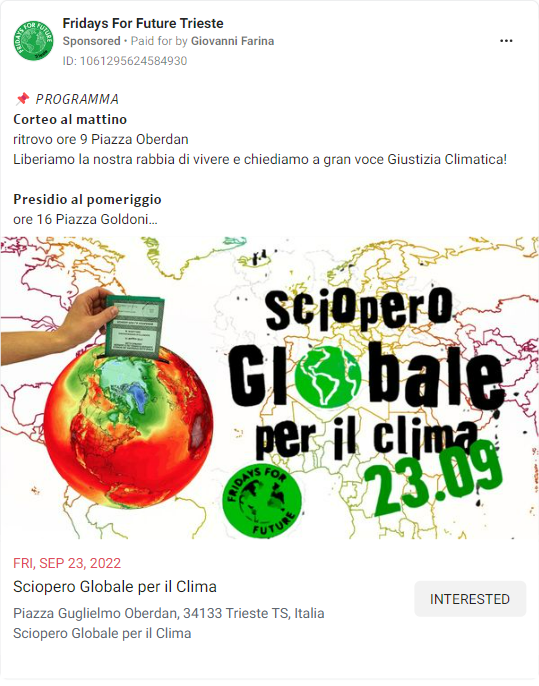 Fridays For Future Trieste
Sponsored • Paid for by Giovanni Farina
ID: 1061295624584930
📌 PROGRAMMA
Corteo al mattino
ritrovo ore 9 Piazza Oberdan
Liberiamo la nostra rabbia di vivere e chiediamo a gran voce Giustizia Climatica!
Presidio al pomeriggio
ore 16 Piazza Goldoni...
Sciopero
Globale
per il clima
23.09
FRIDAYS FOR
FUTURE
FRI, SEP 23, 2022
Sciopero Globale per il Clima
Piazza Guglielmo Oberdan, 34133 Trieste TS, Italia
Sciopero Globale per il Clima
INTERESTED